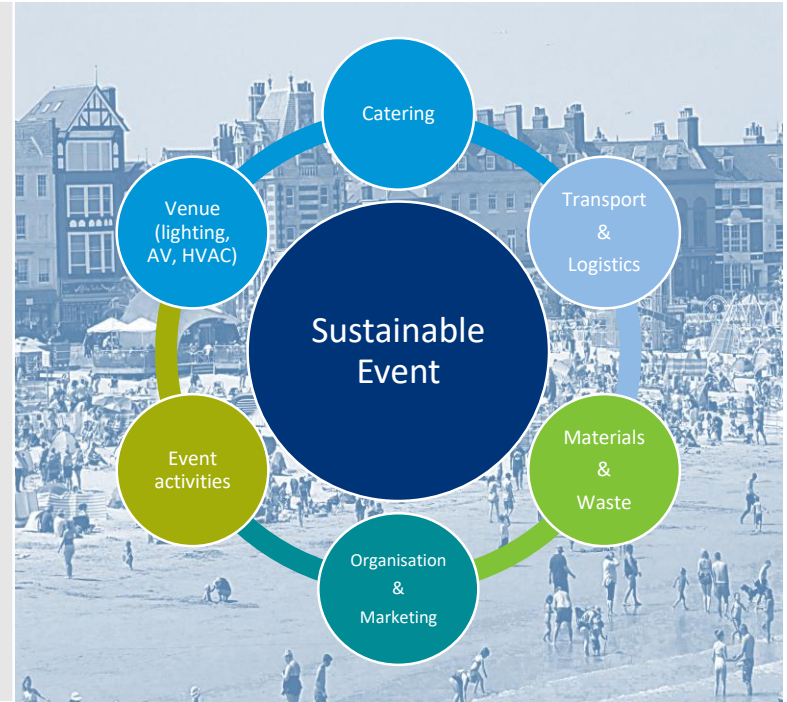 Catering
Transport
&
Logistics
Materials
&
Waste
Organisation
&
Marketing
Event
activities
Venue
(lighting,
AV, HVAC)
Sustainable
Event